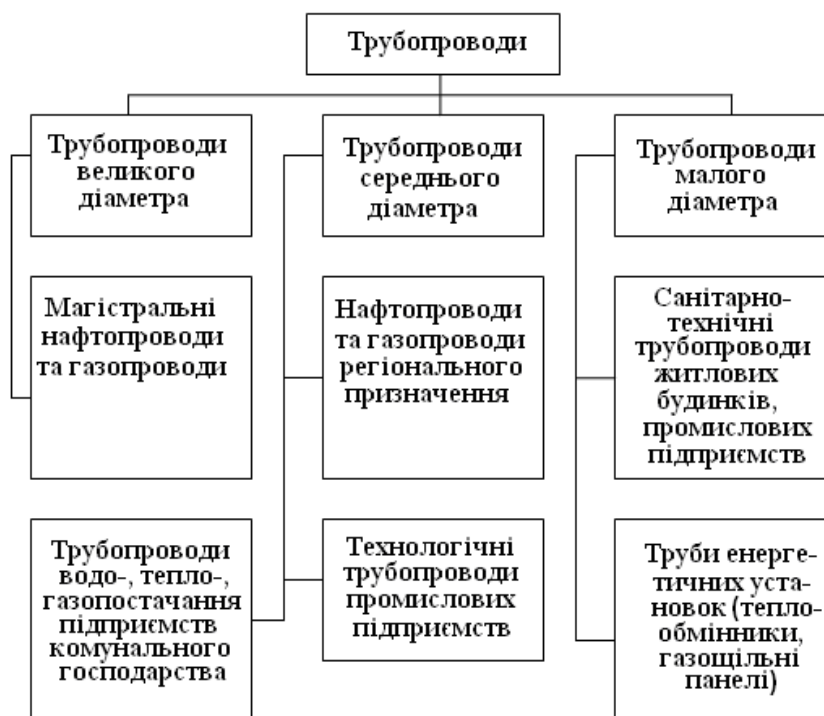 Трубопроводи
Трубопроводи
великого
діаметра
Трубопроводи
середнього
діаметра
Трубопроводи
малого
діаметра
Магістральні
нафтопроводи
та газопроводи
Нафтопроводи
та газопроводи
регіонального
призначення
Санітарно-
технічні
трубопроводи
житлових
будинків,
промислових
підприємств
Трубопроводи
водо-, тепло-,
газопостачання
підприємств
комунального
господарства
Технологічні
трубопроводи
промислових
підприємств
Труби енерге-
тичних уста-
новок (тепло-
обмінники,
газощільні
панелі)